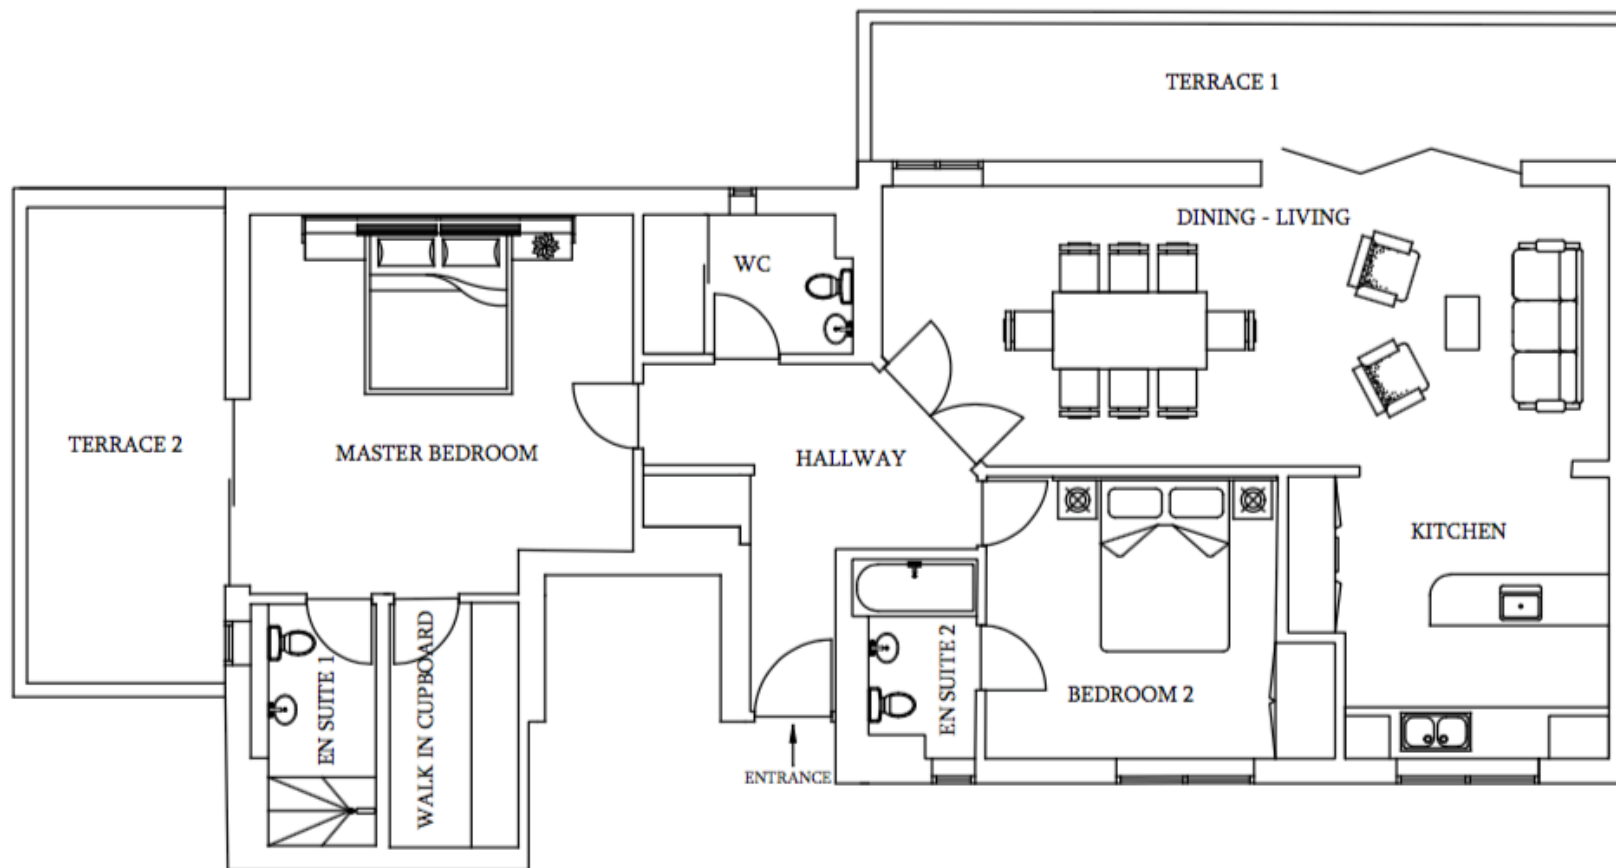 TERRACE 1
DINING - LIVING
WC
TERRACE 2
MASTER BEDROOM
HALLWAY
KITCHEN
EN SUITE 1
WALK IN CUPBOARD
EN SUITE 2
BEDROOM 2
ENTRANCE